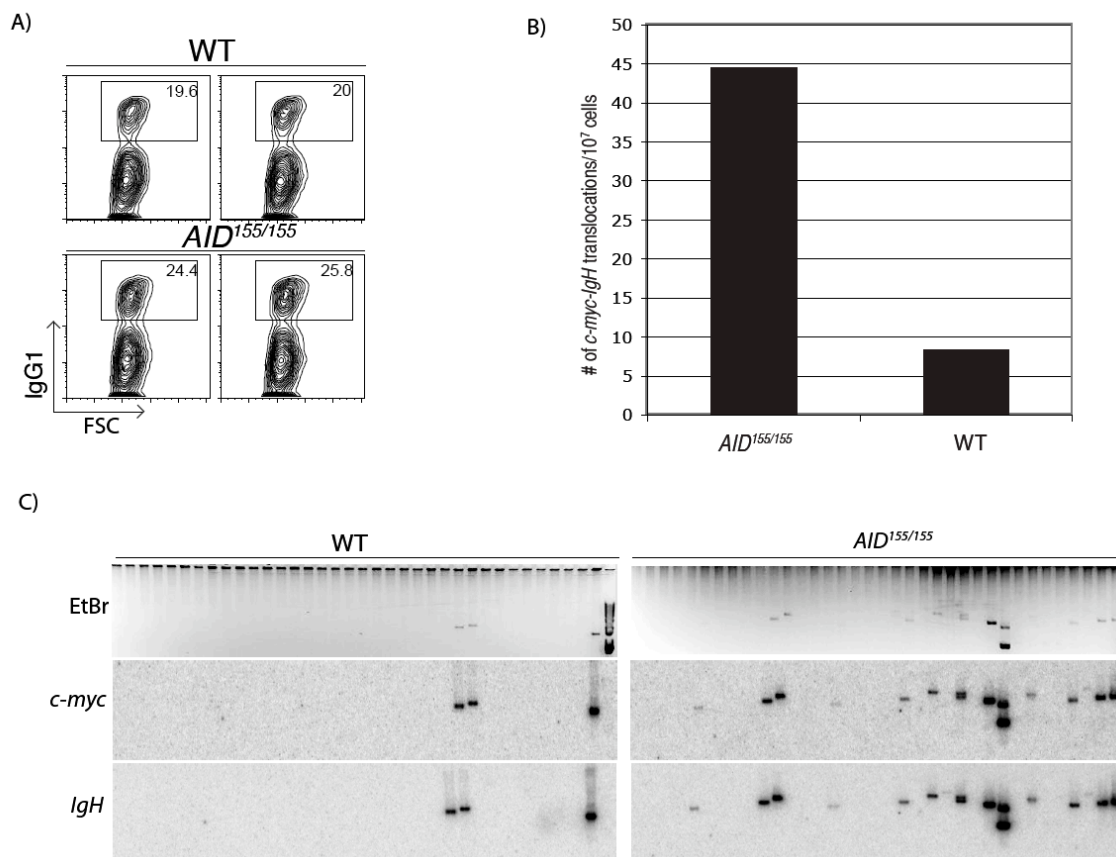 A)
WT
19.6 20
AID155/155
24.4 25.8
IgG1
FSC
B)
# of c-myc-IgH translocations/10⁷ cells
50
45
40
35
30
25
20
15
10
5
0
AID155/155 WT
C)
WT AID155/155
EtBr
c-myc
IgH